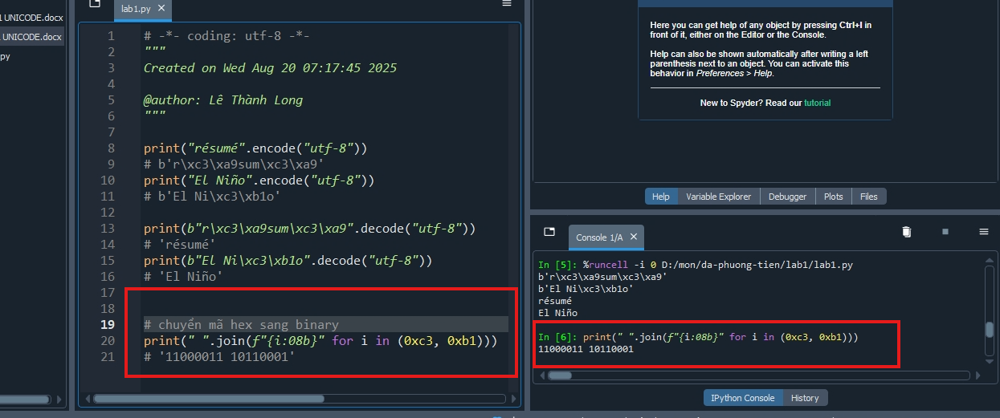 UNICODE.docx
UNICODE.docx
py
lab1.py
1 # -*- coding: utf-8 -*-
2 """
3 Created on Wed Aug 20 07:17:45 2025
4
5 @author: Lê Thành Long
6 """
7
8 print("résumé".encode("utf-8"))
9 # b'r\xc3\xa9sum\xc3\xa9'
10 print("El Niño".encode("utf-8"))
11 # b'El Ni\xc3\xb1o'
12
13 print(b"r\xc3\xa9sum\xc3\xa9".decode("utf-8"))
14 # 'résumé'
15 print(b"El Ni\xc3\xb1o".decode("utf-8"))
16 # 'El Niño'
17
18
19 # chuyển mã hex sang binary
20 print(" ".join(f"{i:08b}" for i in (0xc3, 0xb1)))
21 # '11000011 10110001'
Here you can get help of any object by pressing Ctrl+I in
front of it, either on the Editor or the Console.
Help can also be shown automatically after writing a left
parenthesis next to an object. You can activate this
behavior in Preferences > Help.
New to Spyder? Read our tutorial
Help Variable Explorer Debugger Plots Files
Console 1/A
In [5]: %runcell -i 0 D:/mon/da-phuong-tien/lab1/lab1.py
b'r\xc3\xa9sum\xc3\xa9'
b'El Ni\xc3\xb1o'
résumé
El Niño
In [6]: print(" ".join(f"{i:08b}" for i in (0xc3, 0xb1)))
11000011 10110001
IPython Console History